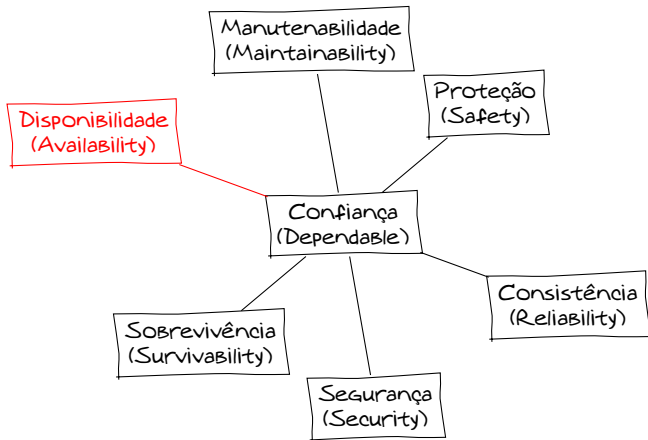 Manutenabilidade
(Maintainability)
Proteção
(Safety)
Disponibilidade
(Availability)
Confiança
(Dependable)
Consistência
(Reliability)
Sobrevivência
(Survivability)
Segurança
(Security)